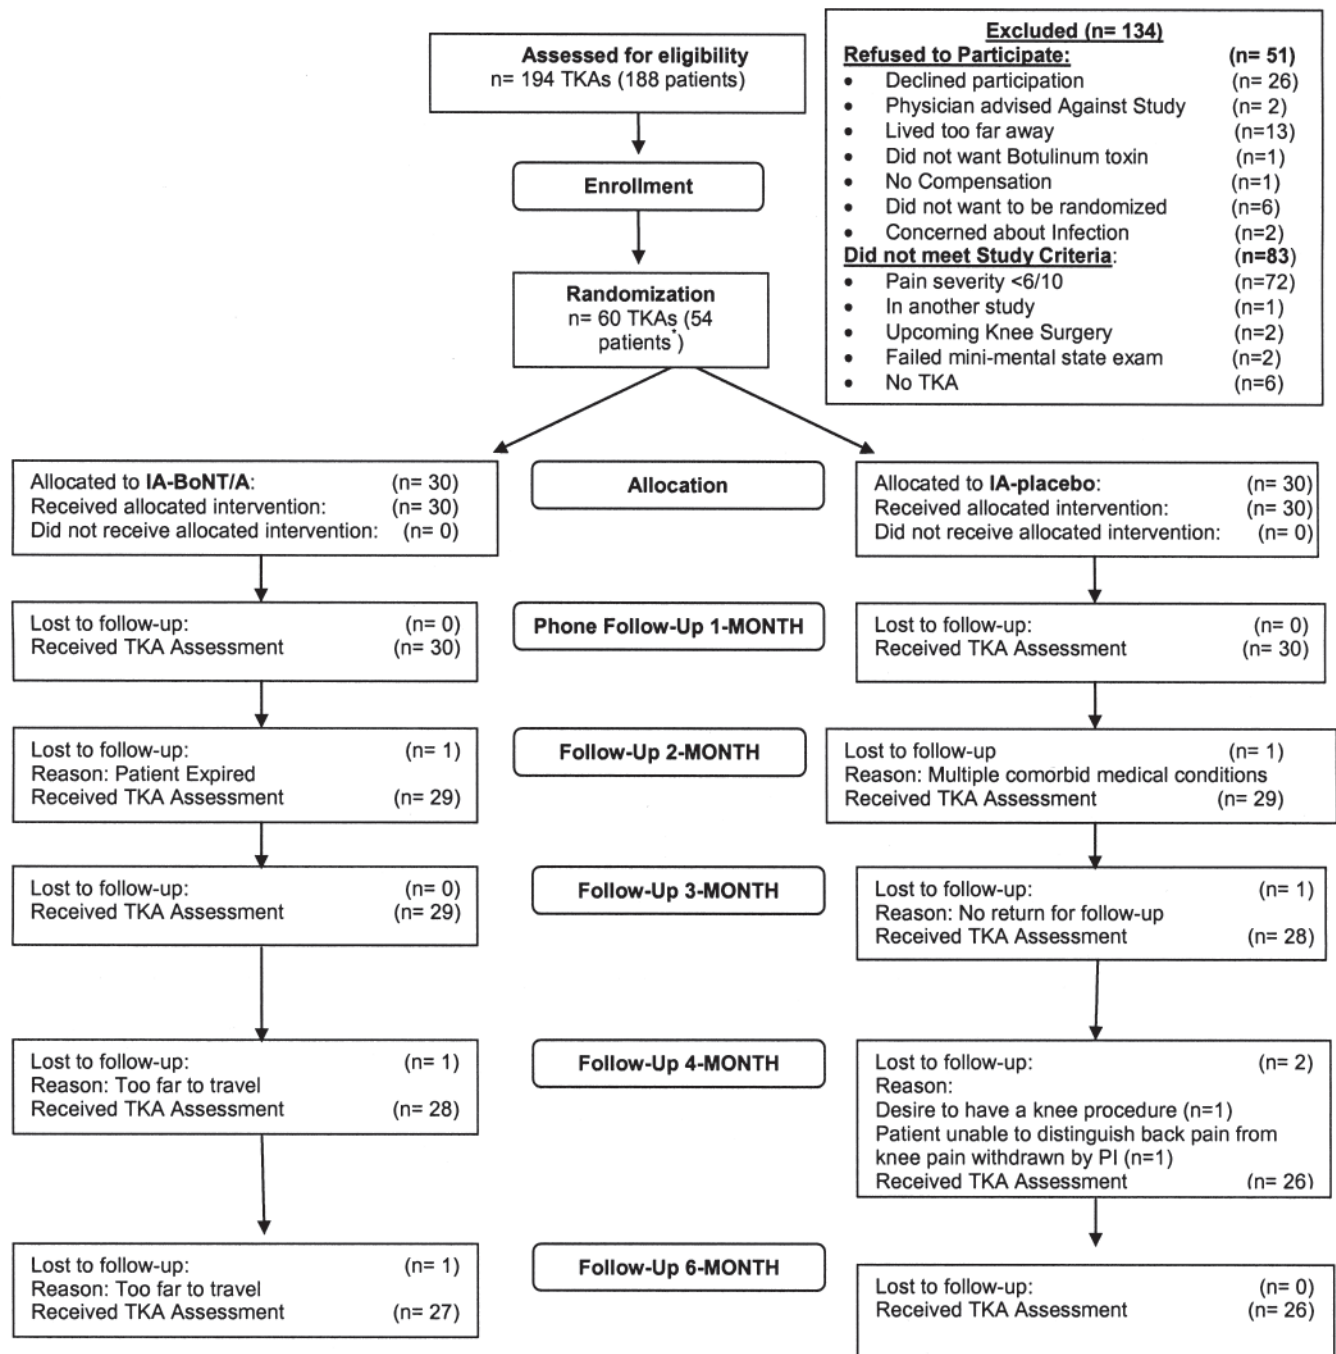 Assessed for eligibility
n= 194 TKAs (188 patients)
Excluded (n= 134)
Refused to Participate: (n= 51)
• Declined participation (n= 26)
• Physician advised Against Study (n= 2)
• Lived too far away (n=13)
• Did not want Botulinum toxin (n=1)
• No Compensation (n=1)
• Did not want to be randomized (n=6)
• Concerned about Infection (n=2)
Did not meet Study Criteria: (n=83)
• Pain severity <6/10 (n=72)
• In another study (n=1)
• Upcoming Knee Surgery (n=2)
• Failed mini-mental state exam (n=2)
• No TKA (n=6)
Enrollment
Randomization
n= 60 TKAs (54
patients*)
Allocated to IA-BoNT/A: (n= 30)
Received allocated intervention: (n= 30)
Did not receive allocated intervention: (n= 0)
Allocation
Allocated to IA-placebo: (n= 30)
Received allocated intervention: (n= 30)
Did not receive allocated intervention: (n= 0)
Lost to follow-up: (n= 0)
Received TKA Assessment (n= 30)
Phone Follow-Up 1-MONTH
Lost to follow-up: (n= 0)
Received TKA Assessment (n= 30)
Lost to follow-up: (n= 1)
Reason: Patient Expired
Received TKA Assessment (n= 29)
Follow-Up 2-MONTH
Lost to follow-up (n= 1)
Reason: Multiple comorbid medical conditions
Received TKA Assessment (n= 29)
Lost to follow-up: (n= 0)
Received TKA Assessment (n= 29)
Follow-Up 3-MONTH
Lost to follow-up: (n= 1)
Reason: No return for follow-up
Received TKA Assessment (n= 28)
Lost to follow-up: (n= 1)
Reason: Too far to travel
Received TKA Assessment (n= 28)
Follow-Up 4-MONTH
Lost to follow-up: (n= 2)
Reason:
Desire to have a knee procedure (n=1)
Patient unable to distinguish back pain from
knee pain withdrawn by PI (n=1)
Received TKA Assessment (n= 26)
Lost to follow-up: (n= 1)
Reason: Too far to travel
Received TKA Assessment (n= 27)
Follow-Up 6-MONTH
Lost to follow-up: (n= 0)
Received TKA Assessment (n= 26)